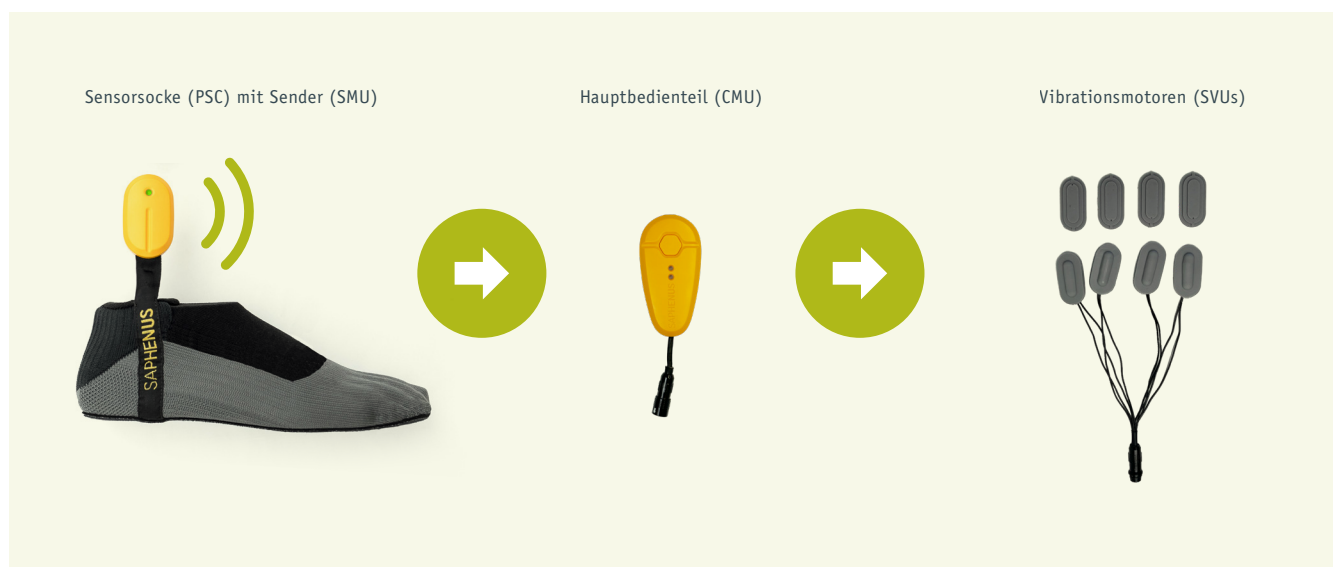 Sensorsocke (PSC) mit Sender (SMU)
Hauptbedienteil (CMU)
Vibrationsmotoren (SVUs)
SAPHENUS